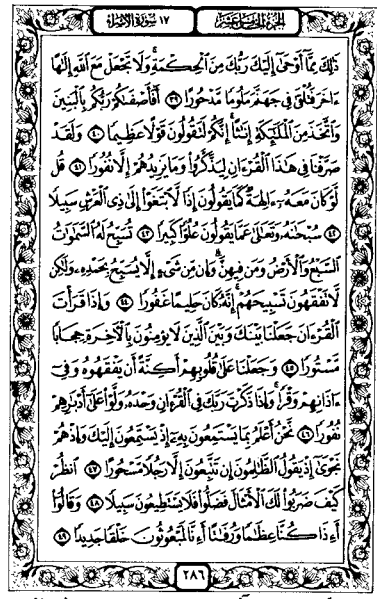 الجزء الخامس عشر ١٧ سورة الإسراء
ذَٰلِكَ مِمَّآ أَوْحَىٰٓ إِلَيْكَ رَبُّكَ مِنَ ٱلْحِكْمَةِ ۗ وَلَا تَجْعَلْ مَعَ ٱللَّهِ إِلَٰهًا
ءَاخَرَ فَتُلْقَىٰ فِى جَهَنَّمَ مَلُومًا مَّدْحُورًا ٣٩ أَفَأَصْفَىٰكُمْ رَبُّكُم بِٱلْبَنِينَ
وَٱتَّخَذَ مِنَ ٱلْمَلَٰٓئِكَةِ إِنَٰثًا ۚ إِنَّكُمْ لَتَقُولُونَ قَوْلًا عَظِيمًا ٤٠ وَلَقَدْ
صَرَّفْنَا فِى هَٰذَا ٱلْقُرْءَانِ لِيَذَّكَّرُوا۟ وَمَا يَزِيدُهُمْ إِلَّا نُفُورًا ٤١ قُل
لَّوْ كَانَ مَعَهُۥٓ ءَالِهَةٌ كَمَا يَقُولُونَ إِذًا لَّٱبْتَغَوْا۟ إِلَىٰ ذِى ٱلْعَرْشِ سَبِيلًا
٤٢ سُبْحَٰنَهُۥ وَتَعَٰلَىٰ عَمَّا يَقُولُونَ عُلُوًّا كَبِيرًا ٤٣ تُسَبِّحُ لَهُ ٱلسَّمَٰوَٰتُ
ٱلسَّبْعُ وَٱلْأَرْضُ وَمَن فِيهِنَّ ۚ وَإِن مِّن شَىْءٍ إِلَّا يُسَبِّحُ بِحَمْدِهِۦ وَلَٰكِن
لَّا تَفْقَهُونَ تَسْبِيحَهُمْ ۗ إِنَّهُۥ كَانَ حَلِيمًا غَفُورًا ٤٤ وَإِذَا قَرَأْتَ
ٱلْقُرْءَانَ جَعَلْنَا بَيْنَكَ وَبَيْنَ ٱلَّذِينَ لَا يُؤْمِنُونَ بِٱلْءَاخِرَةِ حِجَابًا
مَّسْتُورًا ٤٥ وَجَعَلْنَا عَلَىٰ قُلُوبِهِمْ أَكِنَّةً أَن يَفْقَهُوهُ وَفِىٓ
ءَاذَانِهِمْ وَقْرًا ۚ وَإِذَا ذَكَرْتَ رَبَّكَ فِى ٱلْقُرْءَانِ وَحْدَهُۥ وَلَّوْا۟ عَلَىٰٓ أَدْبَٰرِهِمْ
نُفُورًا ٤٦ نَّحْنُ أَعْلَمُ بِمَا يَسْتَمِعُونَ بِهِۦٓ إِذْ يَسْتَمِعُونَ إِلَيْكَ وَإِذْ هُمْ
نَجْوَىٰٓ إِذْ يَقُولُ ٱلظَّٰلِمُونَ إِن تَتَّبِعُونَ إِلَّا رَجُلًا مَّسْحُورًا ٤٧ ٱنظُرْ
كَيْفَ ضَرَبُوا۟ لَكَ ٱلْأَمْثَالَ فَضَلُّوا۟ فَلَا يَسْتَطِيعُونَ سَبِيلًا ٤٨ وَقَالُوٓا۟
أَءِذَا كُنَّا عِظَٰمًا وَرُفَٰتًا أَءِنَّا لَمَبْعُوثُونَ خَلْقًا جَدِيدًا ٤٩
٢٨٦